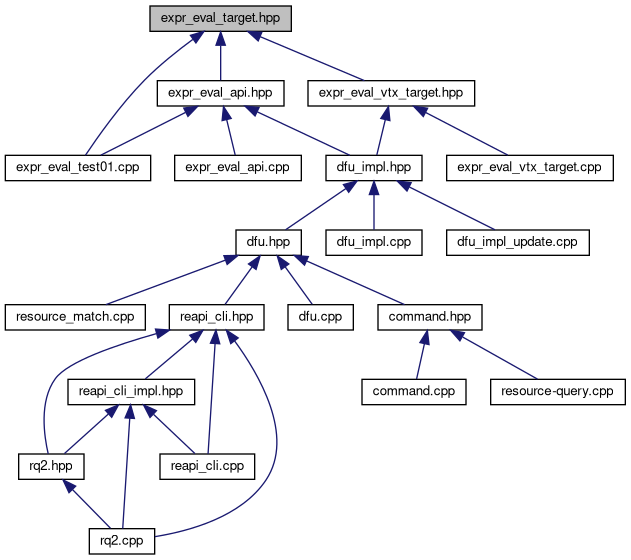 expr_eval_target.hpp
expr_eval_api.hpp
expr_eval_vtx_target.hpp
expr_eval_test01.cpp
expr_eval_api.cpp
dfu_impl.hpp
expr_eval_vtx_target.cpp
dfu.hpp
dfu_impl.cpp
dfu_impl_update.cpp
resource_match.cpp
reapi_cli.hpp
dfu.cpp
command.hpp
reapi_cli_impl.hpp
command.cpp
resource-query.cpp
rq2.hpp
reapi_cli.cpp
rq2.cpp